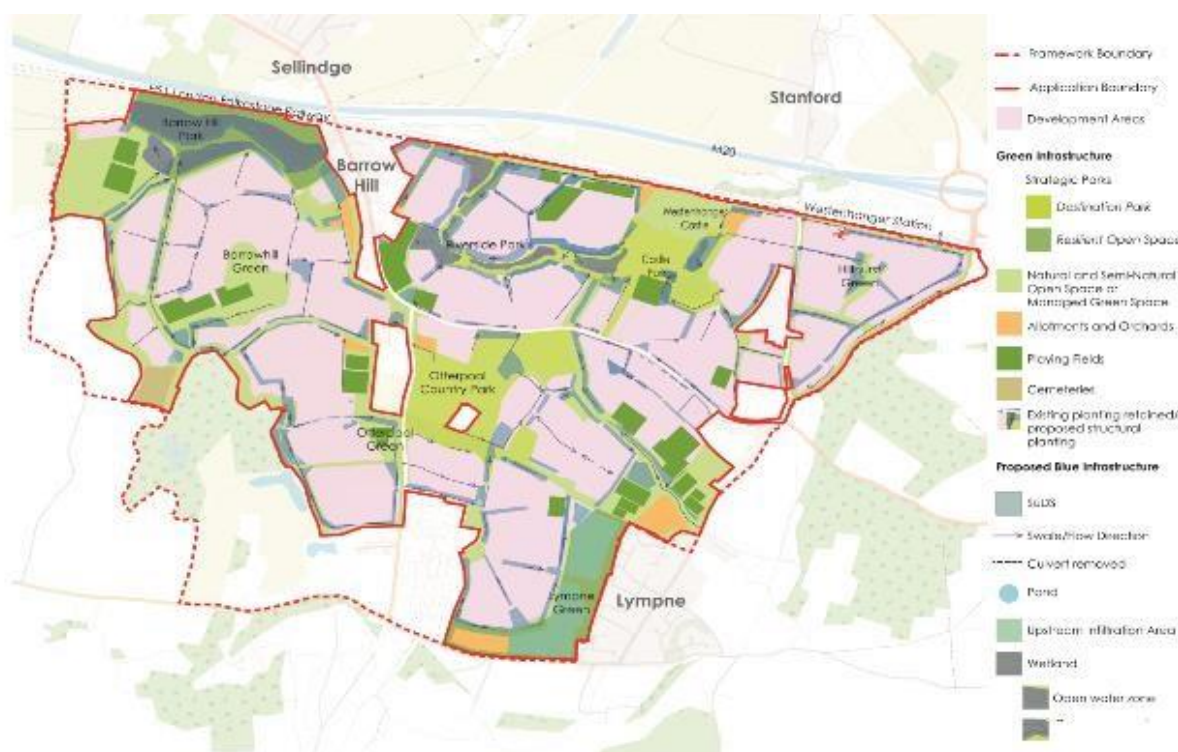 Sellindge
Stanford
M20
Barrow Hill
Park
Barrow
Hill
Westenhanger
Castle
Westenhanger Station
Riverside Park
Castle
Park
Barrowhill
Green
Hillhurst
Green
Otterpool
Country Park
Otterpool
Green
Lympne
Green
Lympne
Framework Boundary
Application Boundary
Development Areas
Green Infrastructure
Strategic Parks
Destination Park
Resilient Open Space
Natural and Semi-Natural
Open Space or
Managed Green Space
Allotments and Orchards
Playing Fields
Cemeteries
Existing planting retained/
proposed structural
planting
Proposed Blue Infrastructure
SuDS
Swale/Flow Direction
Culvert removed
Pond
Upstream Infiltration Area
Wetland
Open water zone